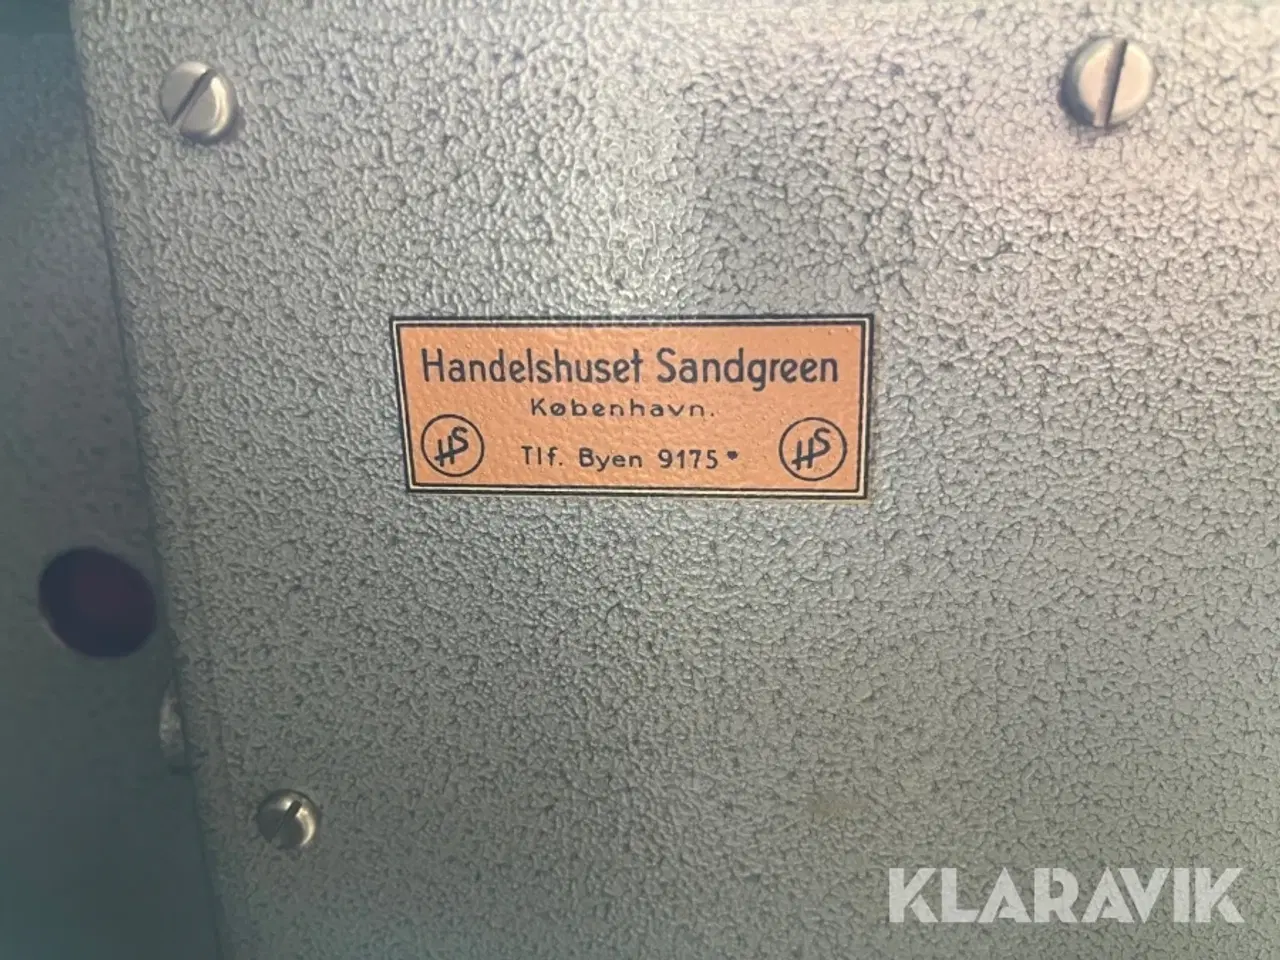 Handelshuset Sandgreen
København.
HS Tlf. Byen 9175* HS
KLARAVIK